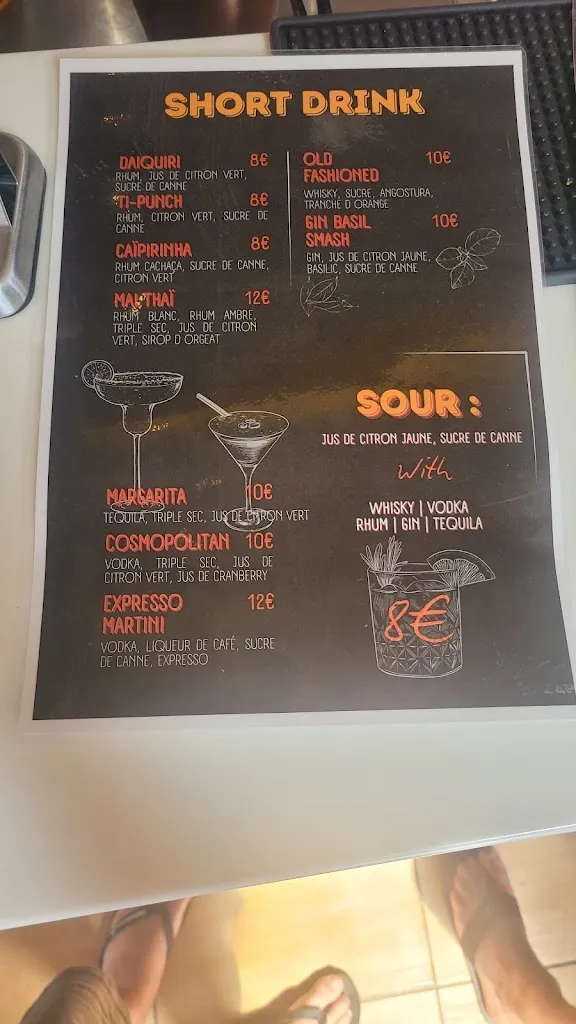 SHORT DRINK
DAIQUIRI 8€
RHUM, JUS DE CITRON VERT,
SUCRE DE CANNE
TI-PUNCH 8€
RHUM, CITRON VERT, SUCRE DE
CANNE
CAÏPIRINHA 8€
RHUM CACHAÇA, SUCRE DE CANNE,
CITRON VERT
12€
RHUM BLANC, RHUM AMBRE,
TRIPLE SEC, JUS DE CITRON
VERT, SIROP D ORGEAT
OLD 10€
FASHIONED
WHISKY, SUCRE, ANGOSTURA,
TRANCHE D ORANGE
GIN BASIL 10€
SMASH
GIN, JUS DE CITRON JAUNE,
BASILIC, SUCRE DE CANNE
MARGARITA 10€
TEQUILA, TRIPLE SEC, JUS DE CITRON VERT
COSMOPOLITAN 10€
VODKA, TRIPLE SEC, JUS DE
CITRON VERT, JUS DE CRANBERRY
EXPRESSO 12€
MARTINI
VODKA, LIQUEUR DE CAFÉ, SUCRE
DE CANNE, EXPRESSO
SOUR :
JUS DE CITRON JAUNE, SUCRE DE CANNE
With
WHISKY | VODKA
RHUM | GIN | TEQUILA
8€